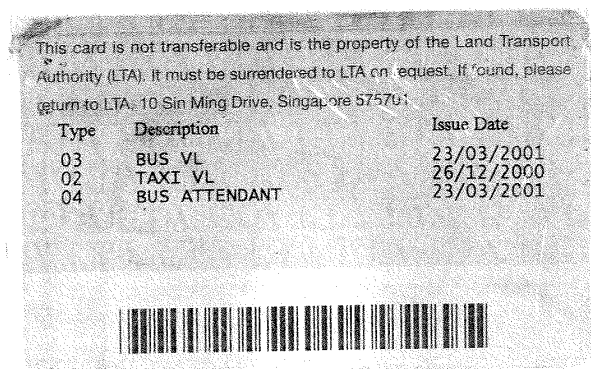 This card is not transferable and is the property of the Land Transport
Authority (LTA). It must be surrendered to LTA on request. If found, please
return to LTA, 10 Sin Ming Drive, Singapore 575701
Type Description Issue Date
03 BUS VL 23/03/2001
02 TAXI VL 26/12/2000
04 BUS ATTENDANT 23/03/2001